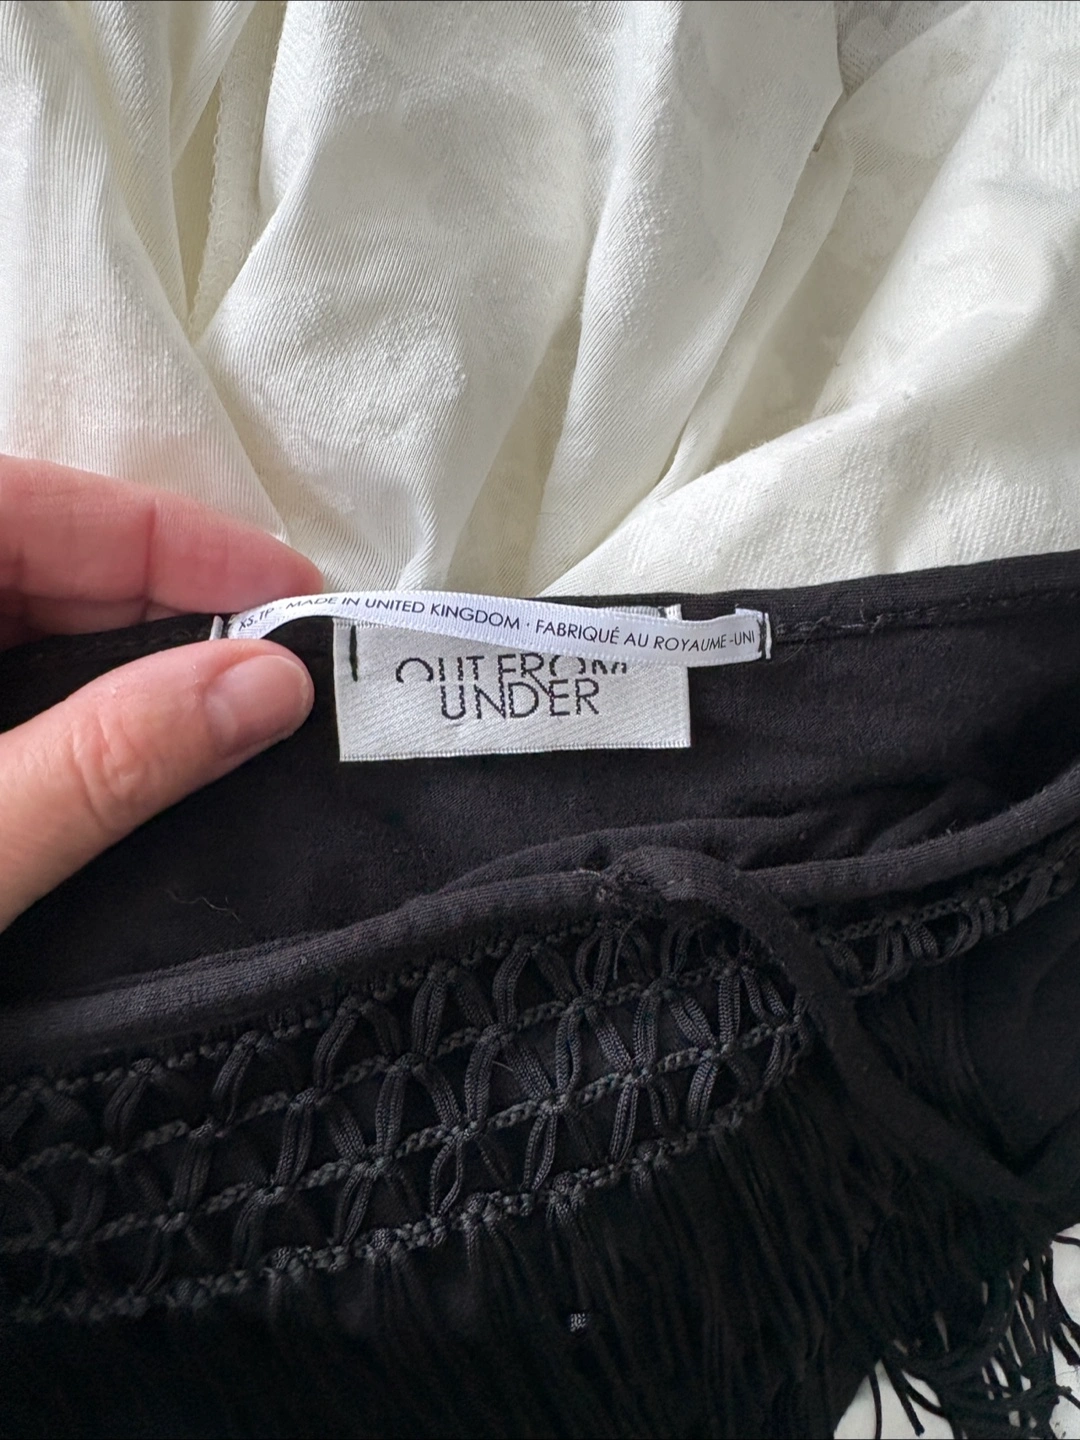 XS.TP · MADE IN UNITED KINGDOM · FABRIQUÉ AU ROYAUME-UNI
OUT FROM
UNDER